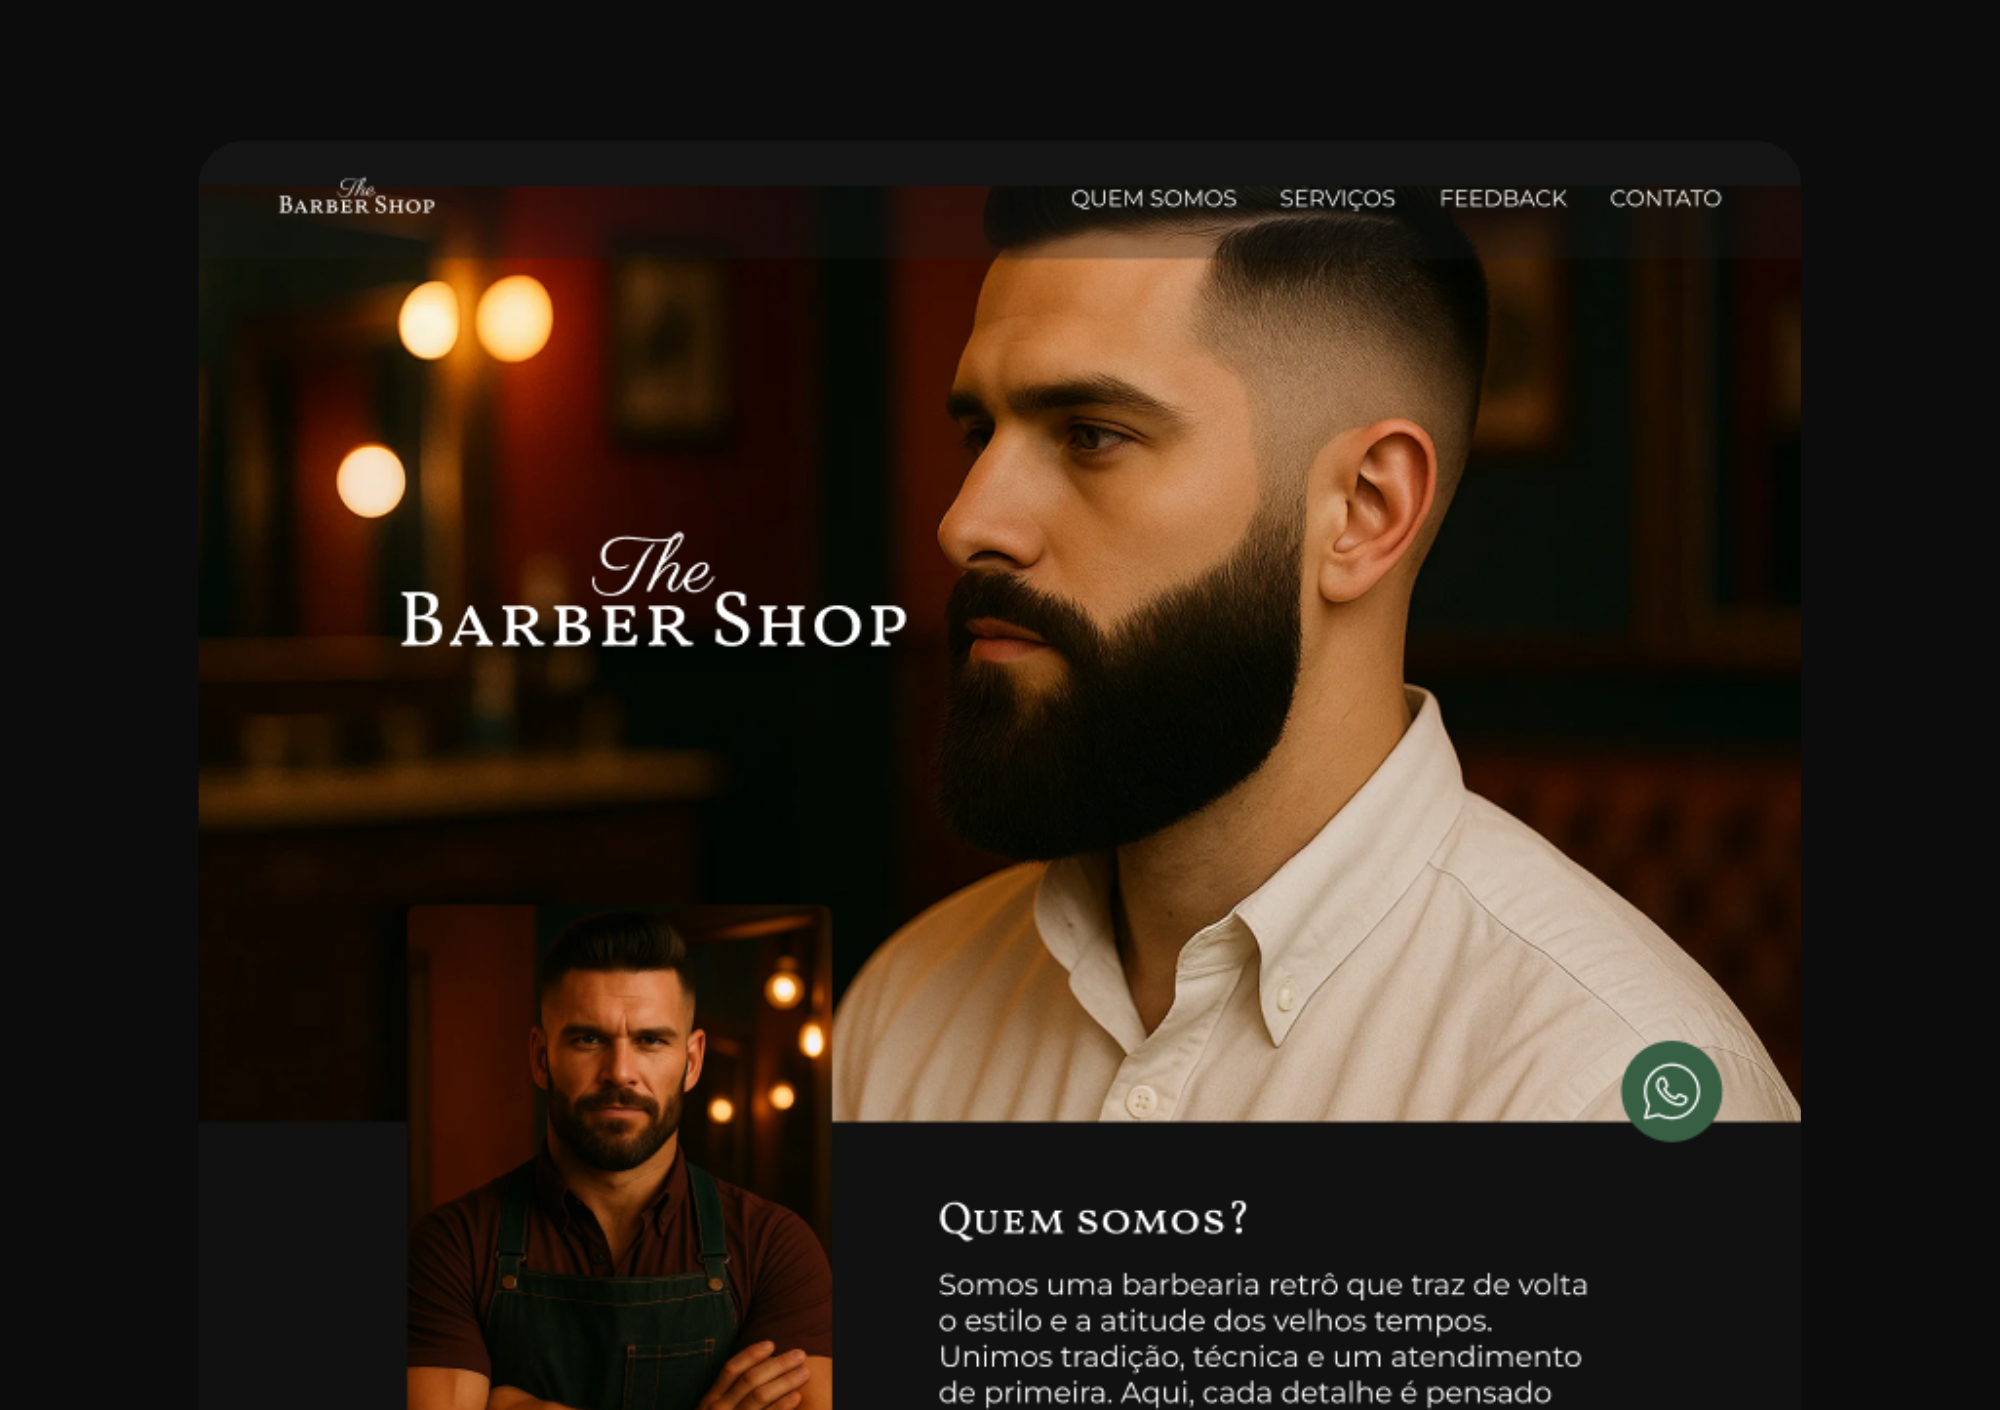 The
BARBER SHOP
QUEM SOMOS
SERVIÇOS
FEEDBACK
CONTATO
The
BARBER SHOP
QUEM SOMOS?
Somos uma barbearia retrô que traz de volta
o estilo e a atitude dos velhos tempos.
Unimos tradição, técnica e um atendimento
de primeira. Aqui, cada detalhe é pensado